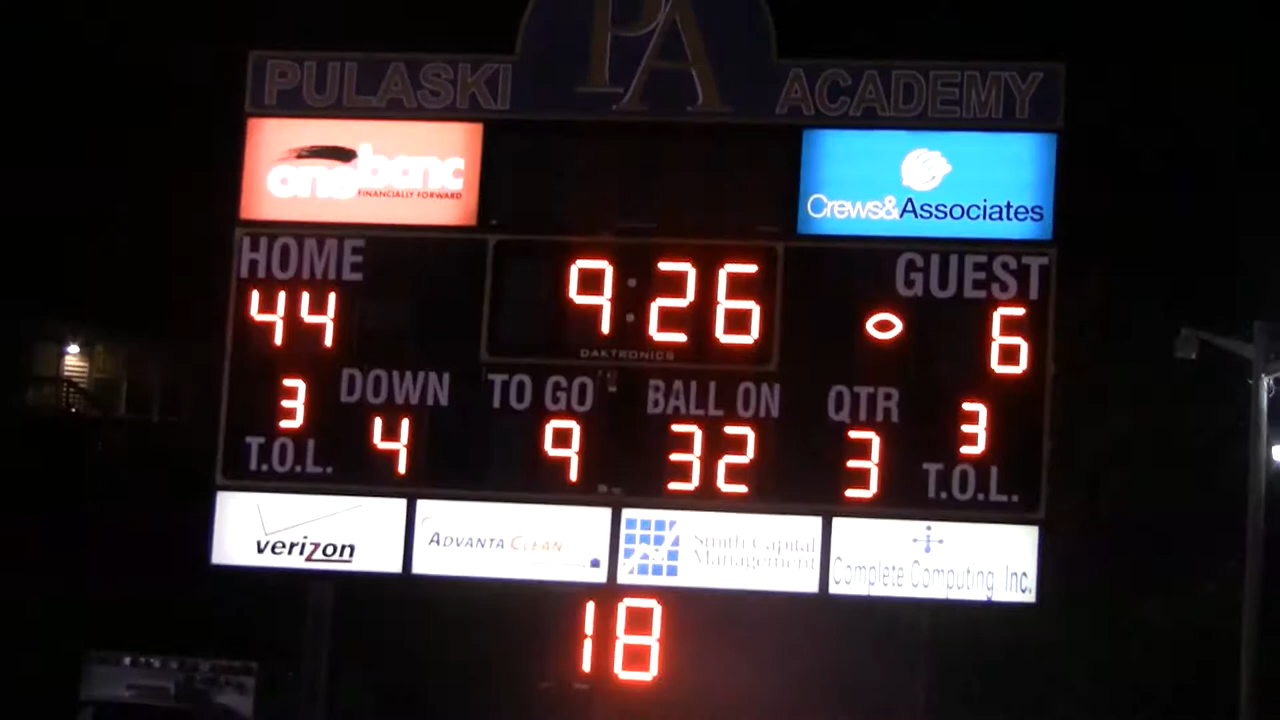 PA
PULASKI ACADEMY
onebanc
FINANCIALLY FORWARD
Crews&Associates
HOME
9:26
GUEST
44
6
DAKTRONICS
DOWN TO GO BALL ON QTR
3
4
9
32
3
3
T.O.L.
T.O.L.
verizon
ADVANTACLEAN
Smith Capital
Management
Complete Computing, Inc.
18